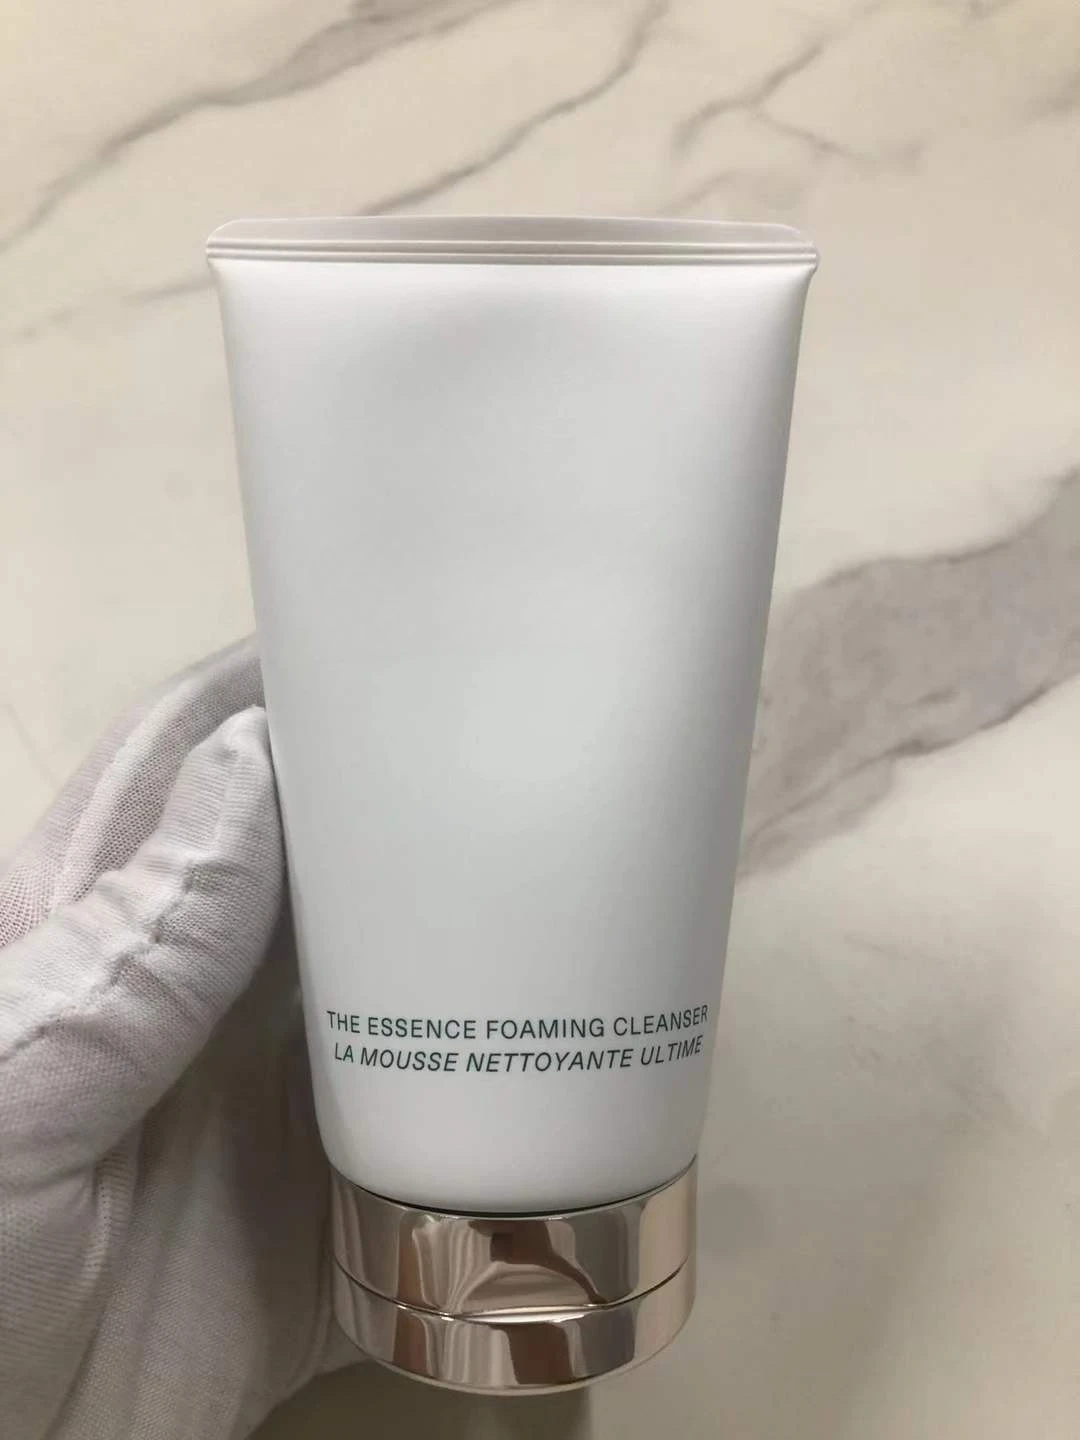 THE ESSENCE FOAMING CLEANSER
LA MOUSSE NETTOYANTE ULTIME